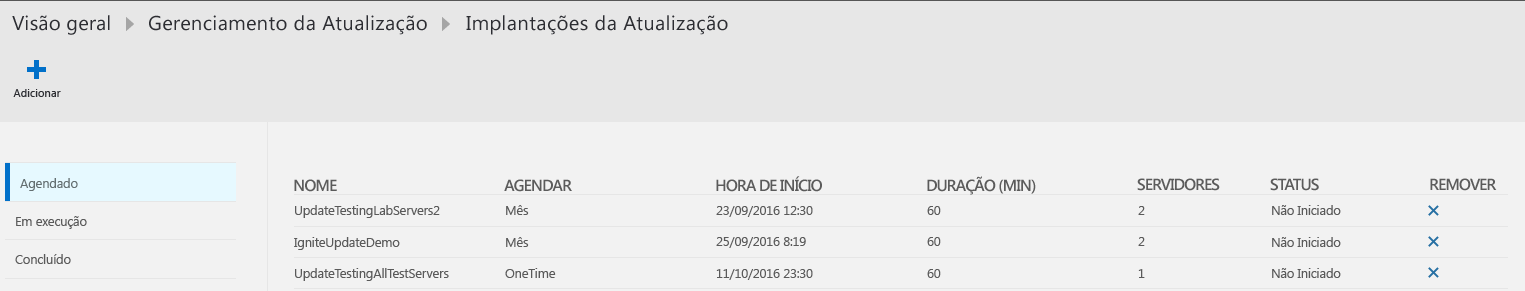 Visão geral Gerenciamento da Atualização Implantações da Atualização
Adicionar
Agendado
Em execução
Concluído
NOME AGENDAR HORA DE INÍCIO DURAÇÃO (MIN) SERVIDORES STATUS REMOVER
UpdateTestingLabServers2 Mês 23/09/2016 12:30 60 2 Não Iniciado
IgniteUpdateDemo Mês 25/09/2016 8:19 60 2 Não Iniciado
UpdateTestingAllTestServers OneTime 11/10/2016 23:30 60 1 Não Iniciado